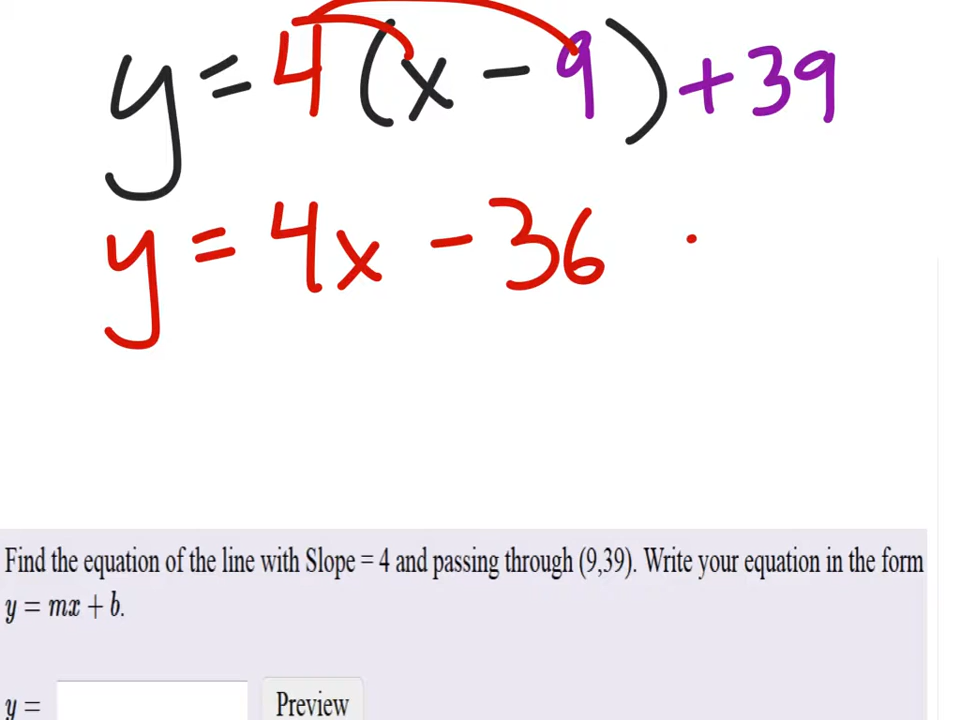 y = 4(x - 9) + 39
y = 4x - 36
Find the equation of the line with Slope = 4 and passing through (9,39). Write your equation in the form
y = mx + b.
y = Preview